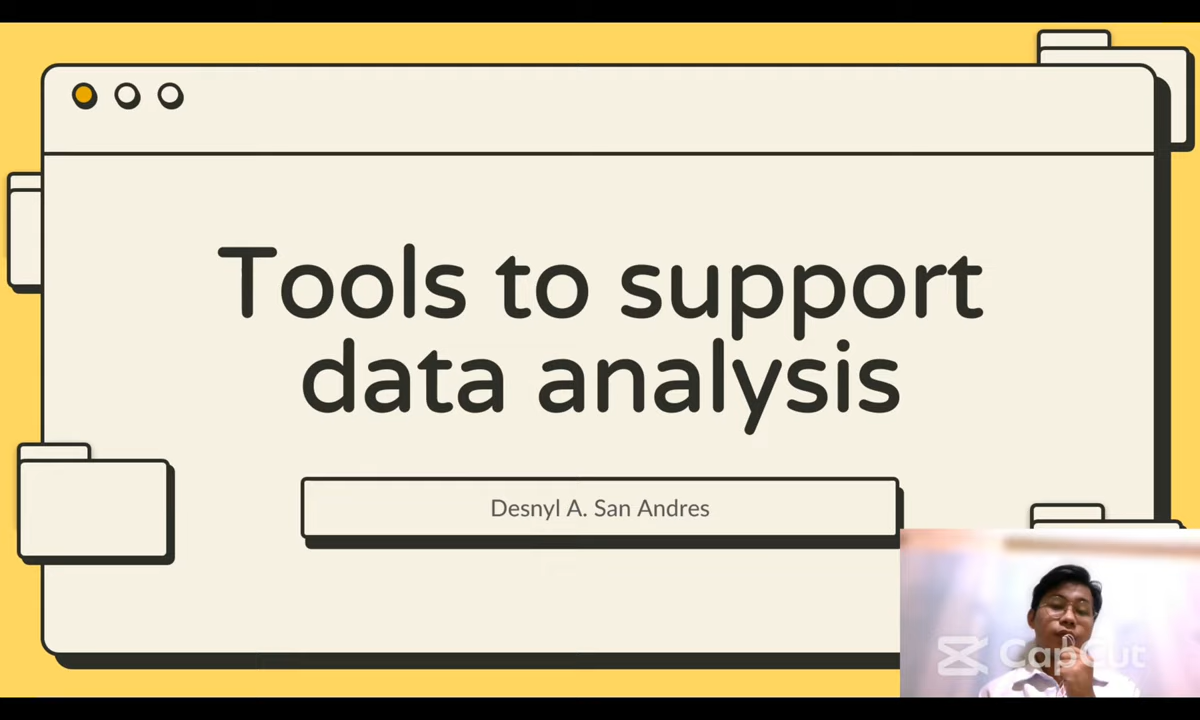 Tools to support
data analysis
Desnyl A. San Andres
CapCut